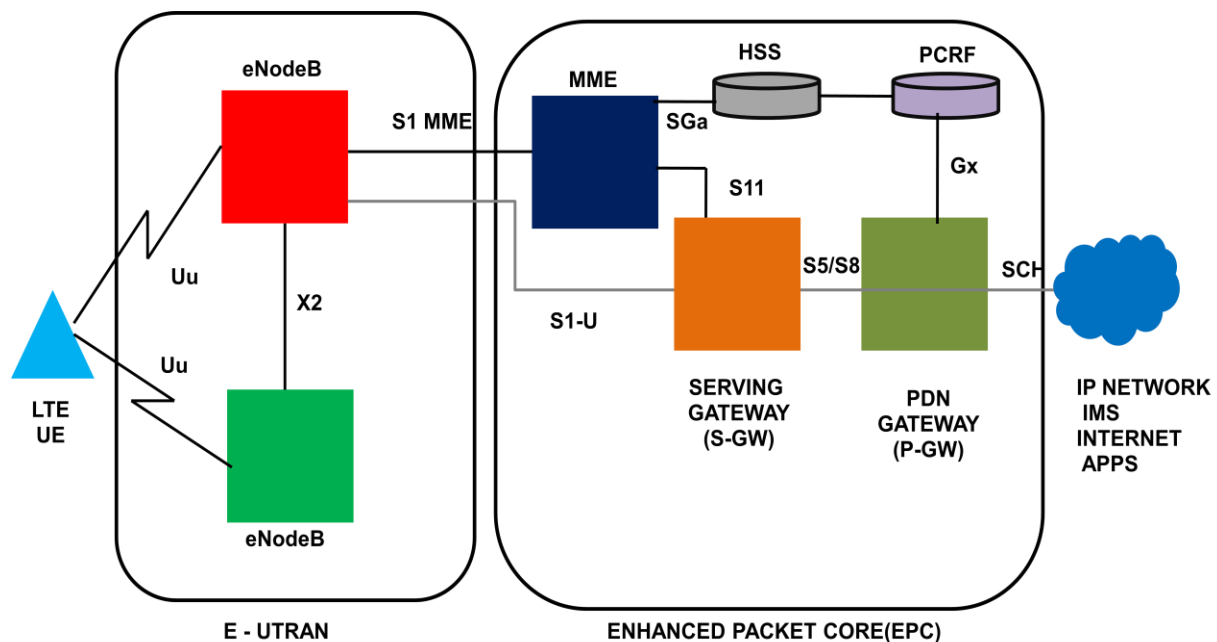 eNodeB
HSS
PCRF
MME
S1 MME
SGa
Gx
S11
Uu
S5/S8
SCH
X2
S1-U
Uu
LTE
UE
SERVING
GATEWAY
(S-GW)
PDN
GATEWAY
(P-GW)
IP NETWORK
IMS
INTERNET
APPS
eNodeB
E - UTRAN
ENHANCED PACKET CORE(EPC)